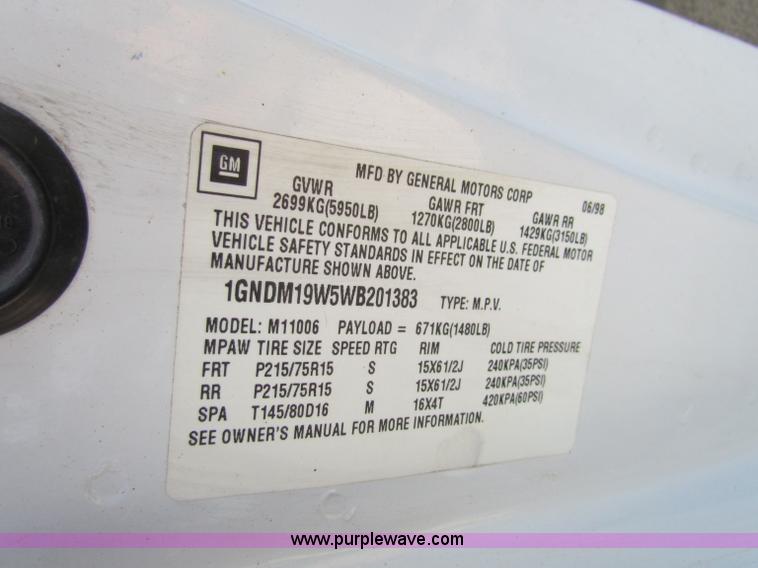 GM
MFD BY GENERAL MOTORS CORP 06/98
GVWR GAWR FRT GAWR RR
2699KG(5950LB) 1270KG(2800LB) 1429KG(3150LB)
THIS VEHICLE CONFORMS TO ALL APPLICABLE U.S. FEDERAL MOTOR
VEHICLE SAFETY STANDARDS IN EFFECT ON THE DATE OF
MANUFACTURE SHOWN ABOVE.
1GNDM19W5WB201383 TYPE: M.P.V.
MODEL: M11006 PAYLOAD = 671KG(1480LB)
MPAW TIRE SIZE SPEED RTG RIM COLD TIRE PRESSURE
FRT P215/75R15 S 15X61/2J 240KPA(35PSI)
RR P215/75R15 S 15X61/2J 240KPA(35PSI)
SPA T145/80D16 M 16X4T 420KPA(60PSI)
SEE OWNER'S MANUAL FOR MORE INFORMATION.
www.purplewave.com